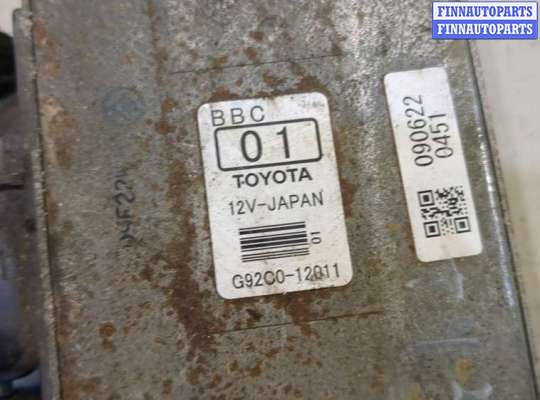 FINNAUTOPARTS
FINNAUTOPARTS
BBC
01
TOYOTA
12V-JAPAN
01
G92C0-12011
090622
0451